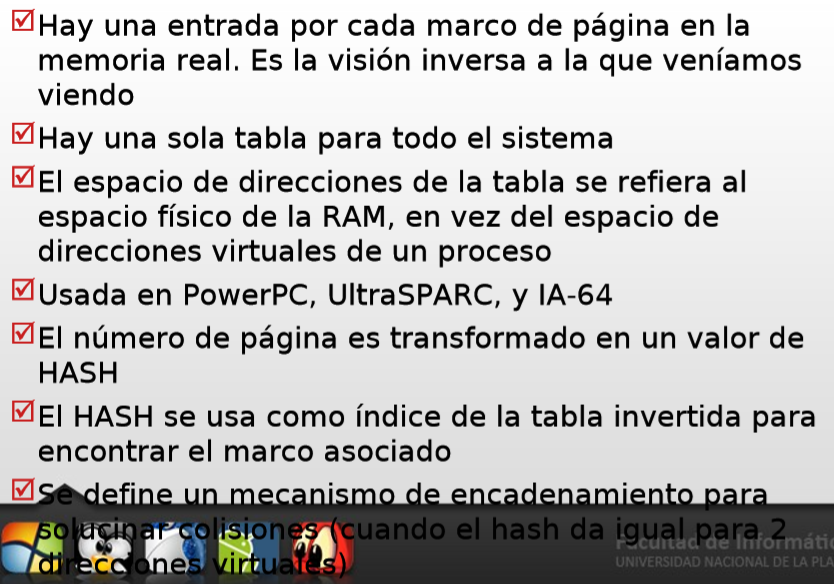 Hay una entrada por cada marco de página en la
memoria real. Es la visión inversa a la que veníamos
viendo
Hay una sola tabla para todo el sistema
El espacio de direcciones de la tabla se refiera al
espacio físico de la RAM, en vez del espacio de
direcciones virtuales de un proceso
Usada en PowerPC, UltraSPARC, y IA-64
El número de página es transformado en un valor de
HASH
El HASH se usa como índice de la tabla invertida para
encontrar el marco asociado
Se define un mecanismo de encadenamiento para
solucinar colisiones (cuando el hash da igual para 2
direcciones virtuales)
Facultad de Informátic
UNIVERSIDAD NACIONAL DE LA PLA